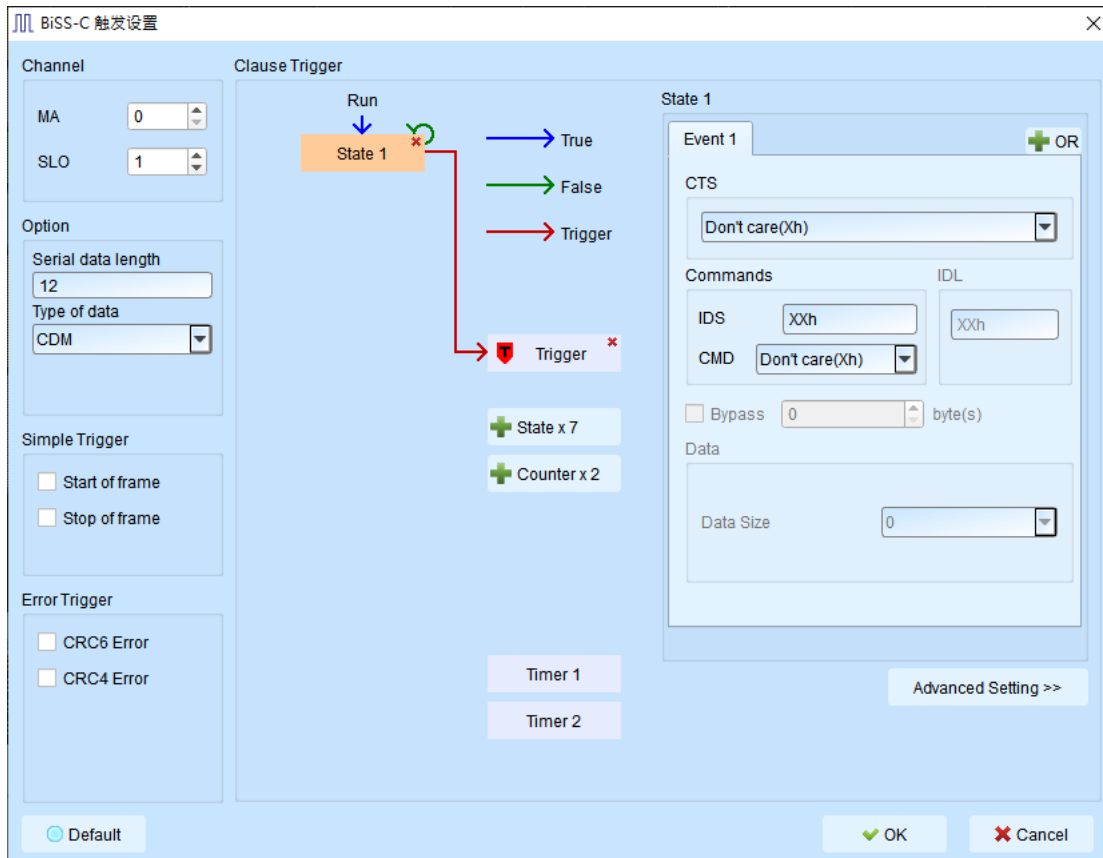 BiSS-C 触发设置
Channel
MA 0
SLO 1
Option
Serial data length
12
Type of data
CDM
Simple Trigger
Start of frame
Stop of frame
Error Trigger
CRC6 Error
CRC4 Error
Clause Trigger
Run
State 1
True
False
Trigger
T Trigger
State x 7
Counter x 2
Timer 1
Timer 2
State 1
Event 1
OR
CTS
Don't care(Xh)
Commands
IDS XXh
CMD Don't care(Xh)
IDL
XXh
Bypass 0 byte(s)
Data
Data Size 0
Advanced Setting >>
Default
OK
Cancel